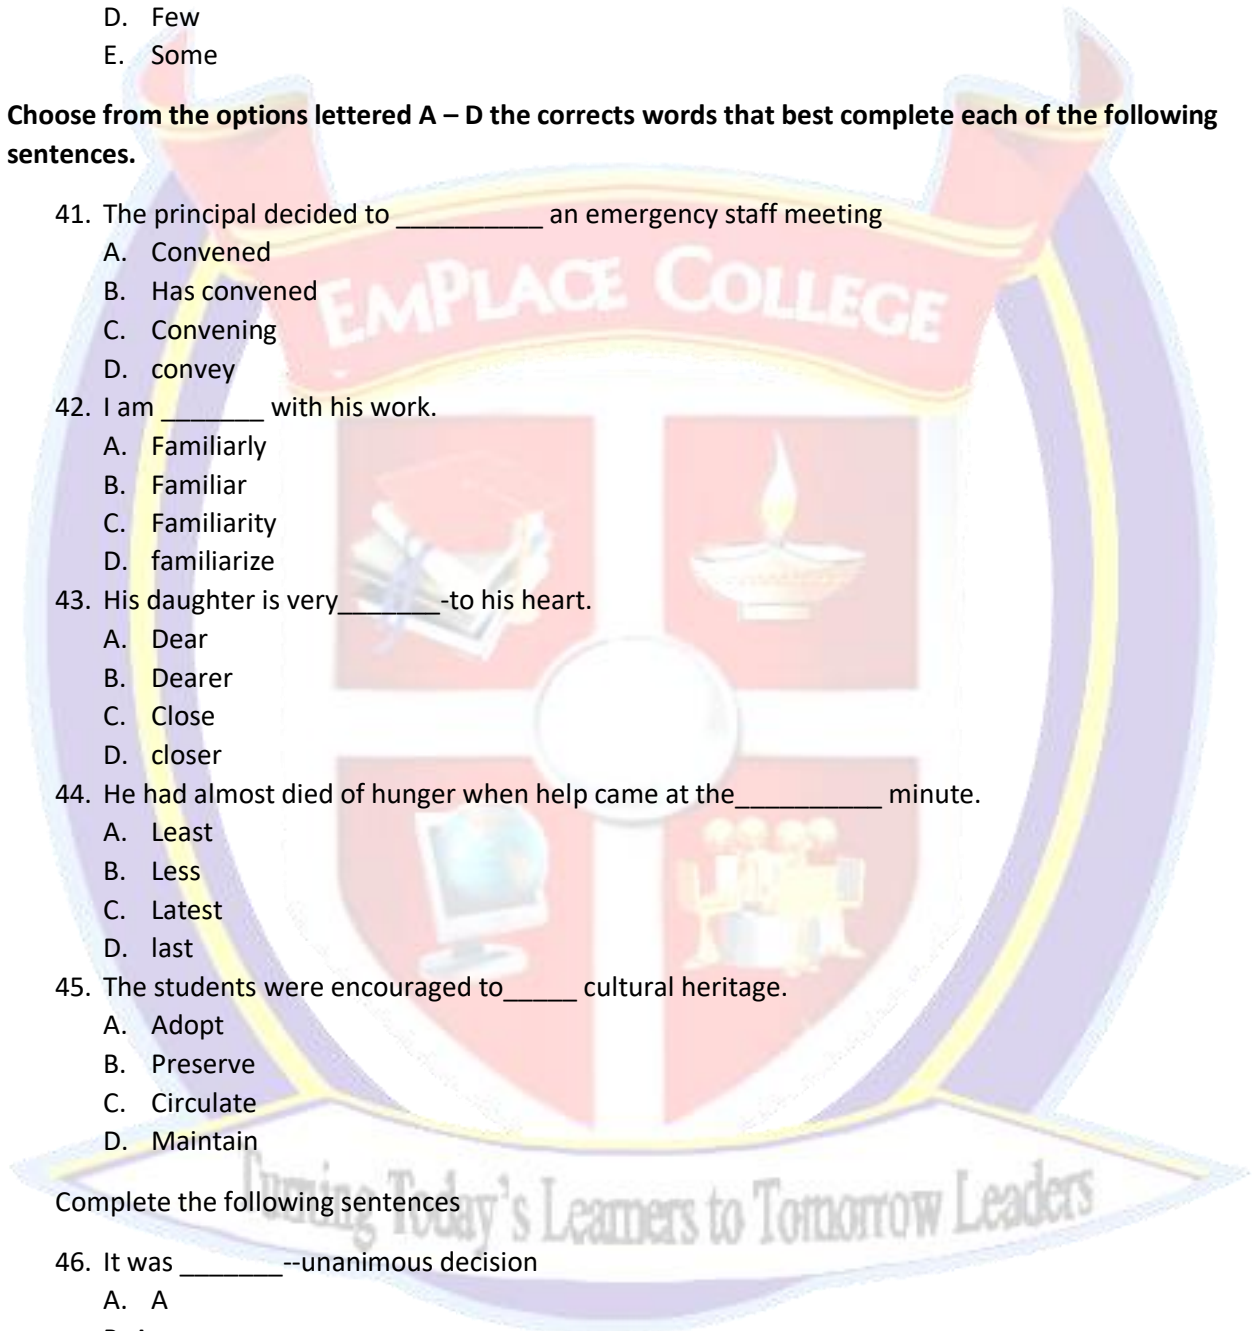 D. Few
E. Some
Choose from the options lettered A – D the corrects words that best complete each of the following
sentences.
41. The principal decided to __________ an emergency staff meeting
A. Convened
B. Has convened
C. Convening
D. convey
42. I am _______ with his work.
A. Familiarly
B. Familiar
C. Familiarity
D. familiarize
43. His daughter is very_______-to his heart.
A. Dear
B. Dearer
C. Close
D. closer
44. He had almost died of hunger when help came at the__________ minute.
A. Least
B. Less
C. Latest
D. last
45. The students were encouraged to_____ cultural heritage.
A. Adopt
B. Preserve
C. Circulate
D. Maintain
Complete the following sentences
46. It was _______--unanimous decision
A. A
EMPLACE COLLEGE
Turning Today's Learners to Tomorrow Leaders